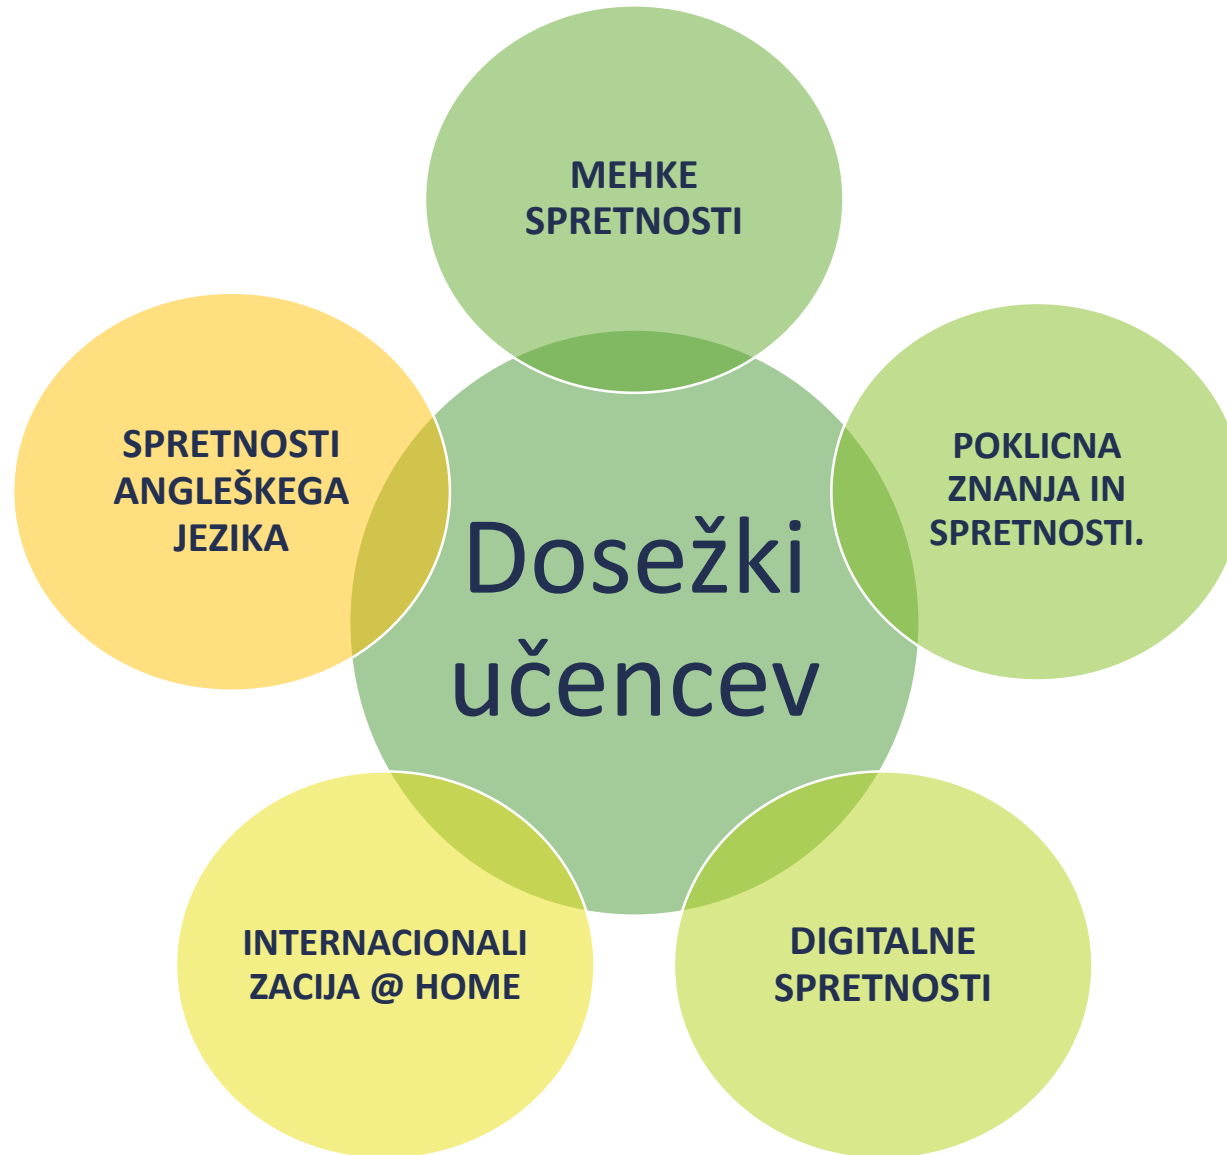 MEHKE
SPRETNOSTI
SPRETNOSTI
ANGLEŠKEGA
JEZIKA
POKLICNA
ZNANJA IN
SPRETNOSTI.
Dosežki
učencev
INTERNACIONALI
ZACIJA @ HOME
DIGITALNE
SPRETNOSTI